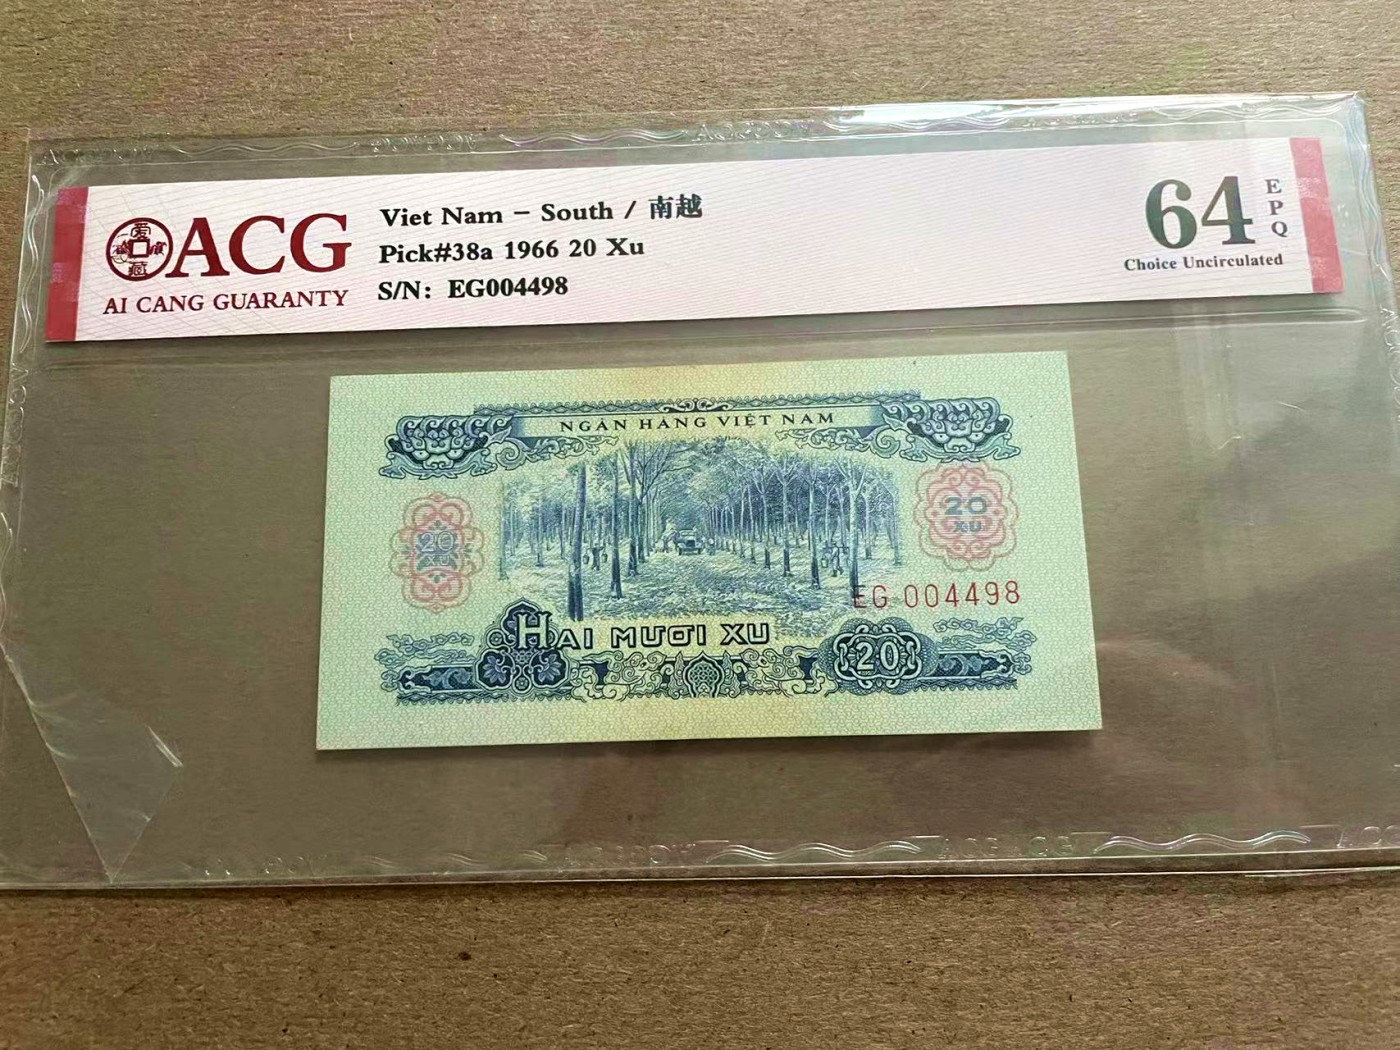 ACG
AI CANG GUARANTY
Viet Nam – South / 南越
Pick#38a 1966 20 Xu
S/N: EG004498
64
EPQ
Choice Uncirculated
NGÂN HÀNG VIỆT NAM
20
20
XU
EG 004498
HAI MƯƠI XU
20